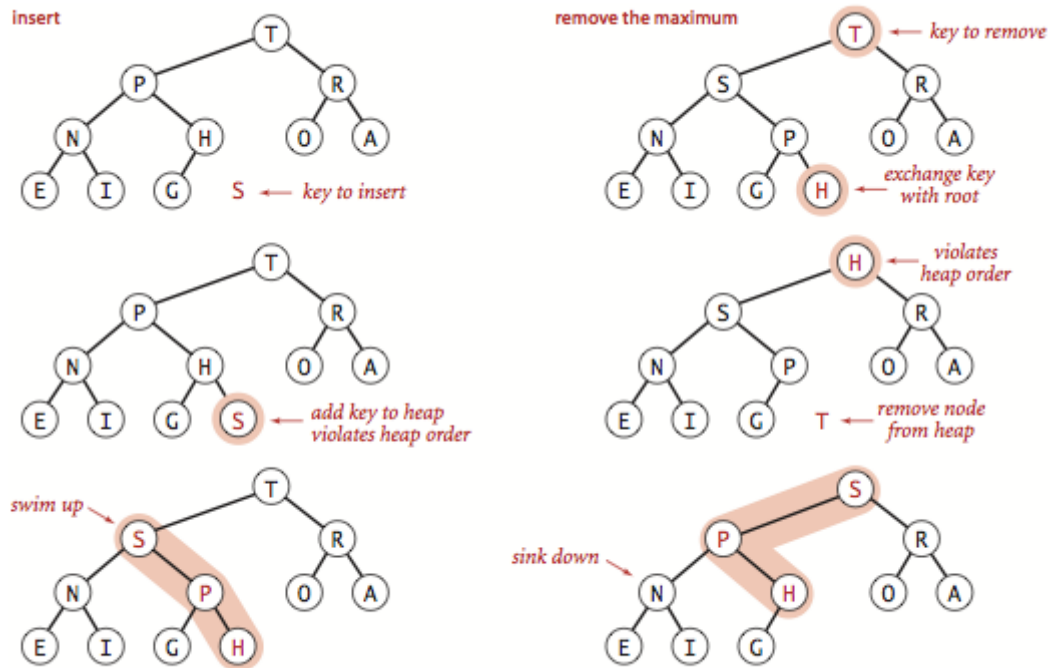 insert
T
P R
N H O A
E I G S key to insert
T
P R
N H O A
E I G S
add key to heap
violates heap order
swim up
T
S R
N P O A
E I G H
remove the maximum
T key to remove
S R
N P O A
E I G H
exchange key
with root
H
violates
heap order
S R
N P O A
E I G T
remove node
from heap
S
P R
sink down
N H O A
E I G